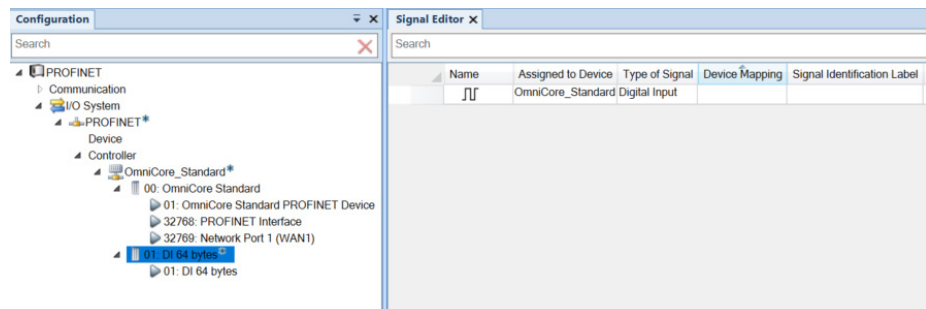 Configuration
Search
PROFINET
Communication
I/O System
PROFINET*
Device
Controller
OmniCore_Standard*
00: OmniCore Standard
01: OmniCore Standard PROFINET Device
32768: PROFINET Interface
32769: Network Port 1 (WAN1)
01: DI 64 bytes
01: DI 64 bytes
Signal Editor X
Search
Name Assigned to Device Type of Signal Device Mapping Signal Identification Label
OmniCore_Standard Digital Input